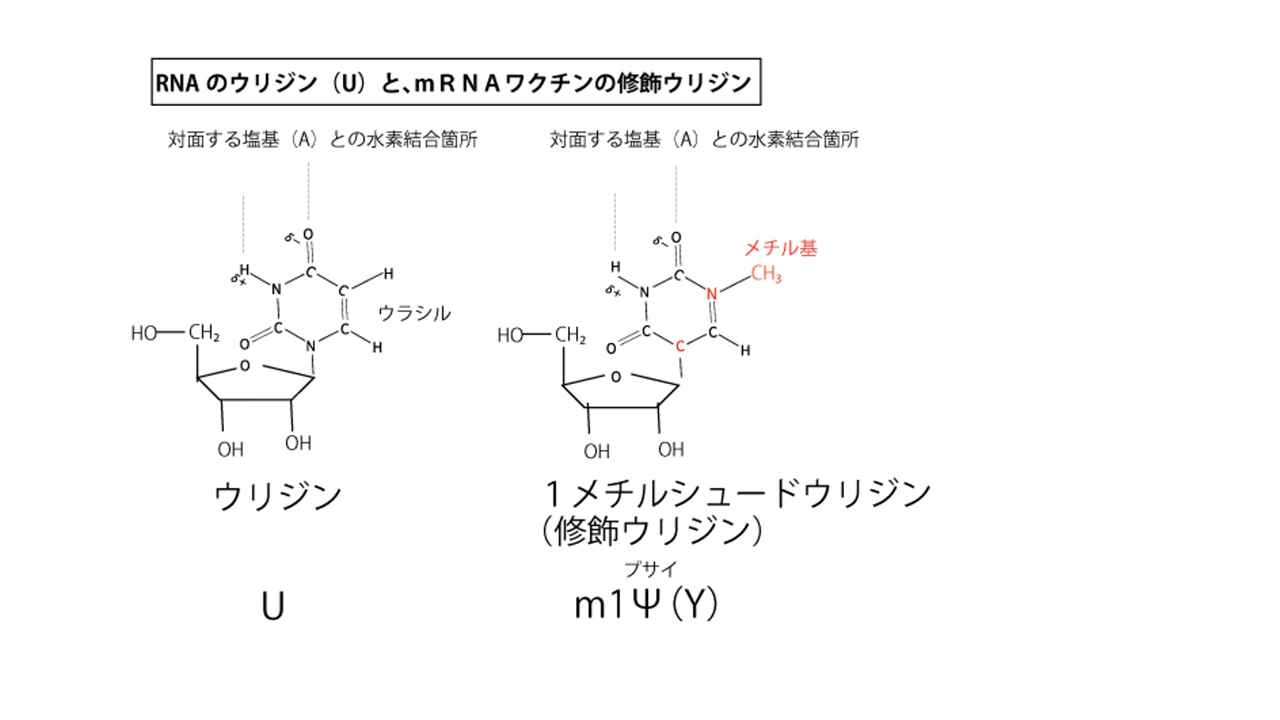 RNA のウリジン（U）と、ｍＲＮＡワクチンの修飾ウリジン
対面する塩基（A）との水素結合箇所
対面する塩基（A）との水素結合箇所
O
δ−
H
δ+
N
C
C
H
C
O
N
C
H
ウラシル
HO
CH₂
O
OH
OH
O
δ−
メチル基
CH₃
H
δ+
N
C
N
C
O
C
C
H
HO
CH₂
O
OH
OH
ウリジン
１メチルシュードウリジン
（修飾ウリジン）
プサイ
U
m1Ψ（Y）